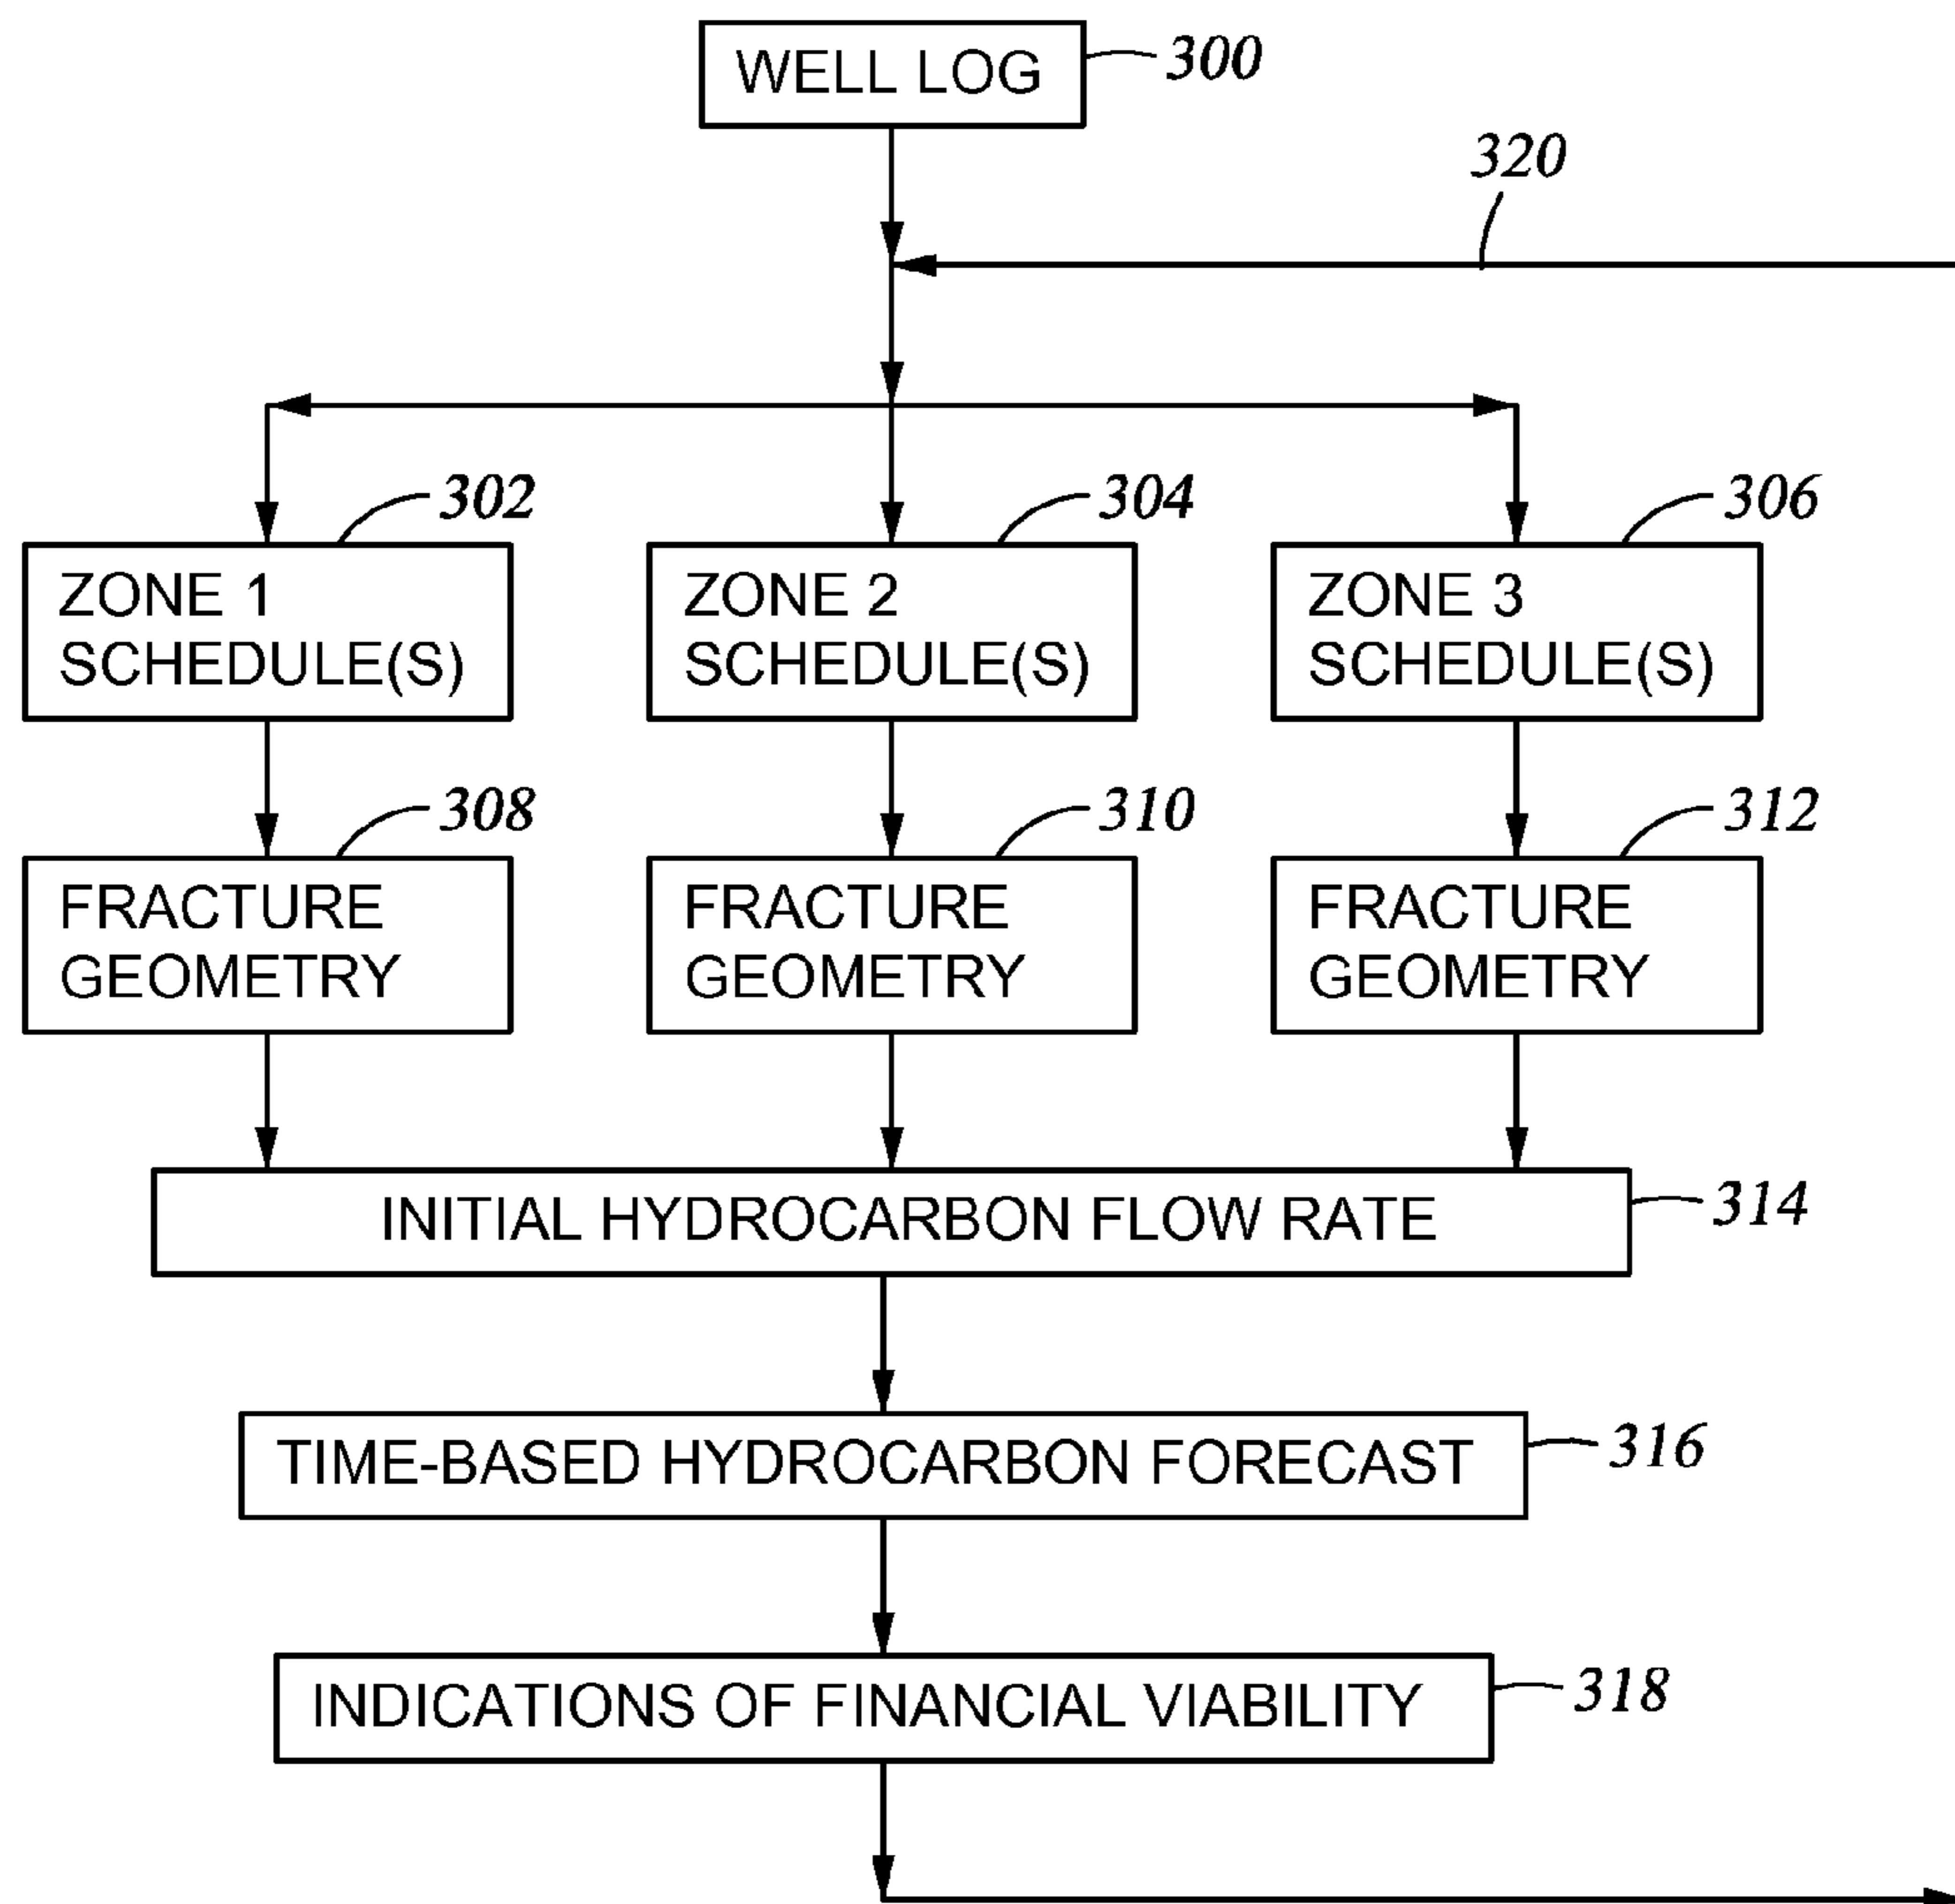 WELL LOG
300
320
302
304
306
ZONE 1
SCHEDULE(S)
ZONE 2
SCHEDULE(S)
ZONE 3
SCHEDULE(S)
308
310
312
FRACTURE
GEOMETRY
FRACTURE
GEOMETRY
FRACTURE
GEOMETRY
INITIAL HYDROCARBON FLOW RATE
314
TIME-BASED HYDROCARBON FORECAST
316
INDICATIONS OF FINANCIAL VIABILITY
318